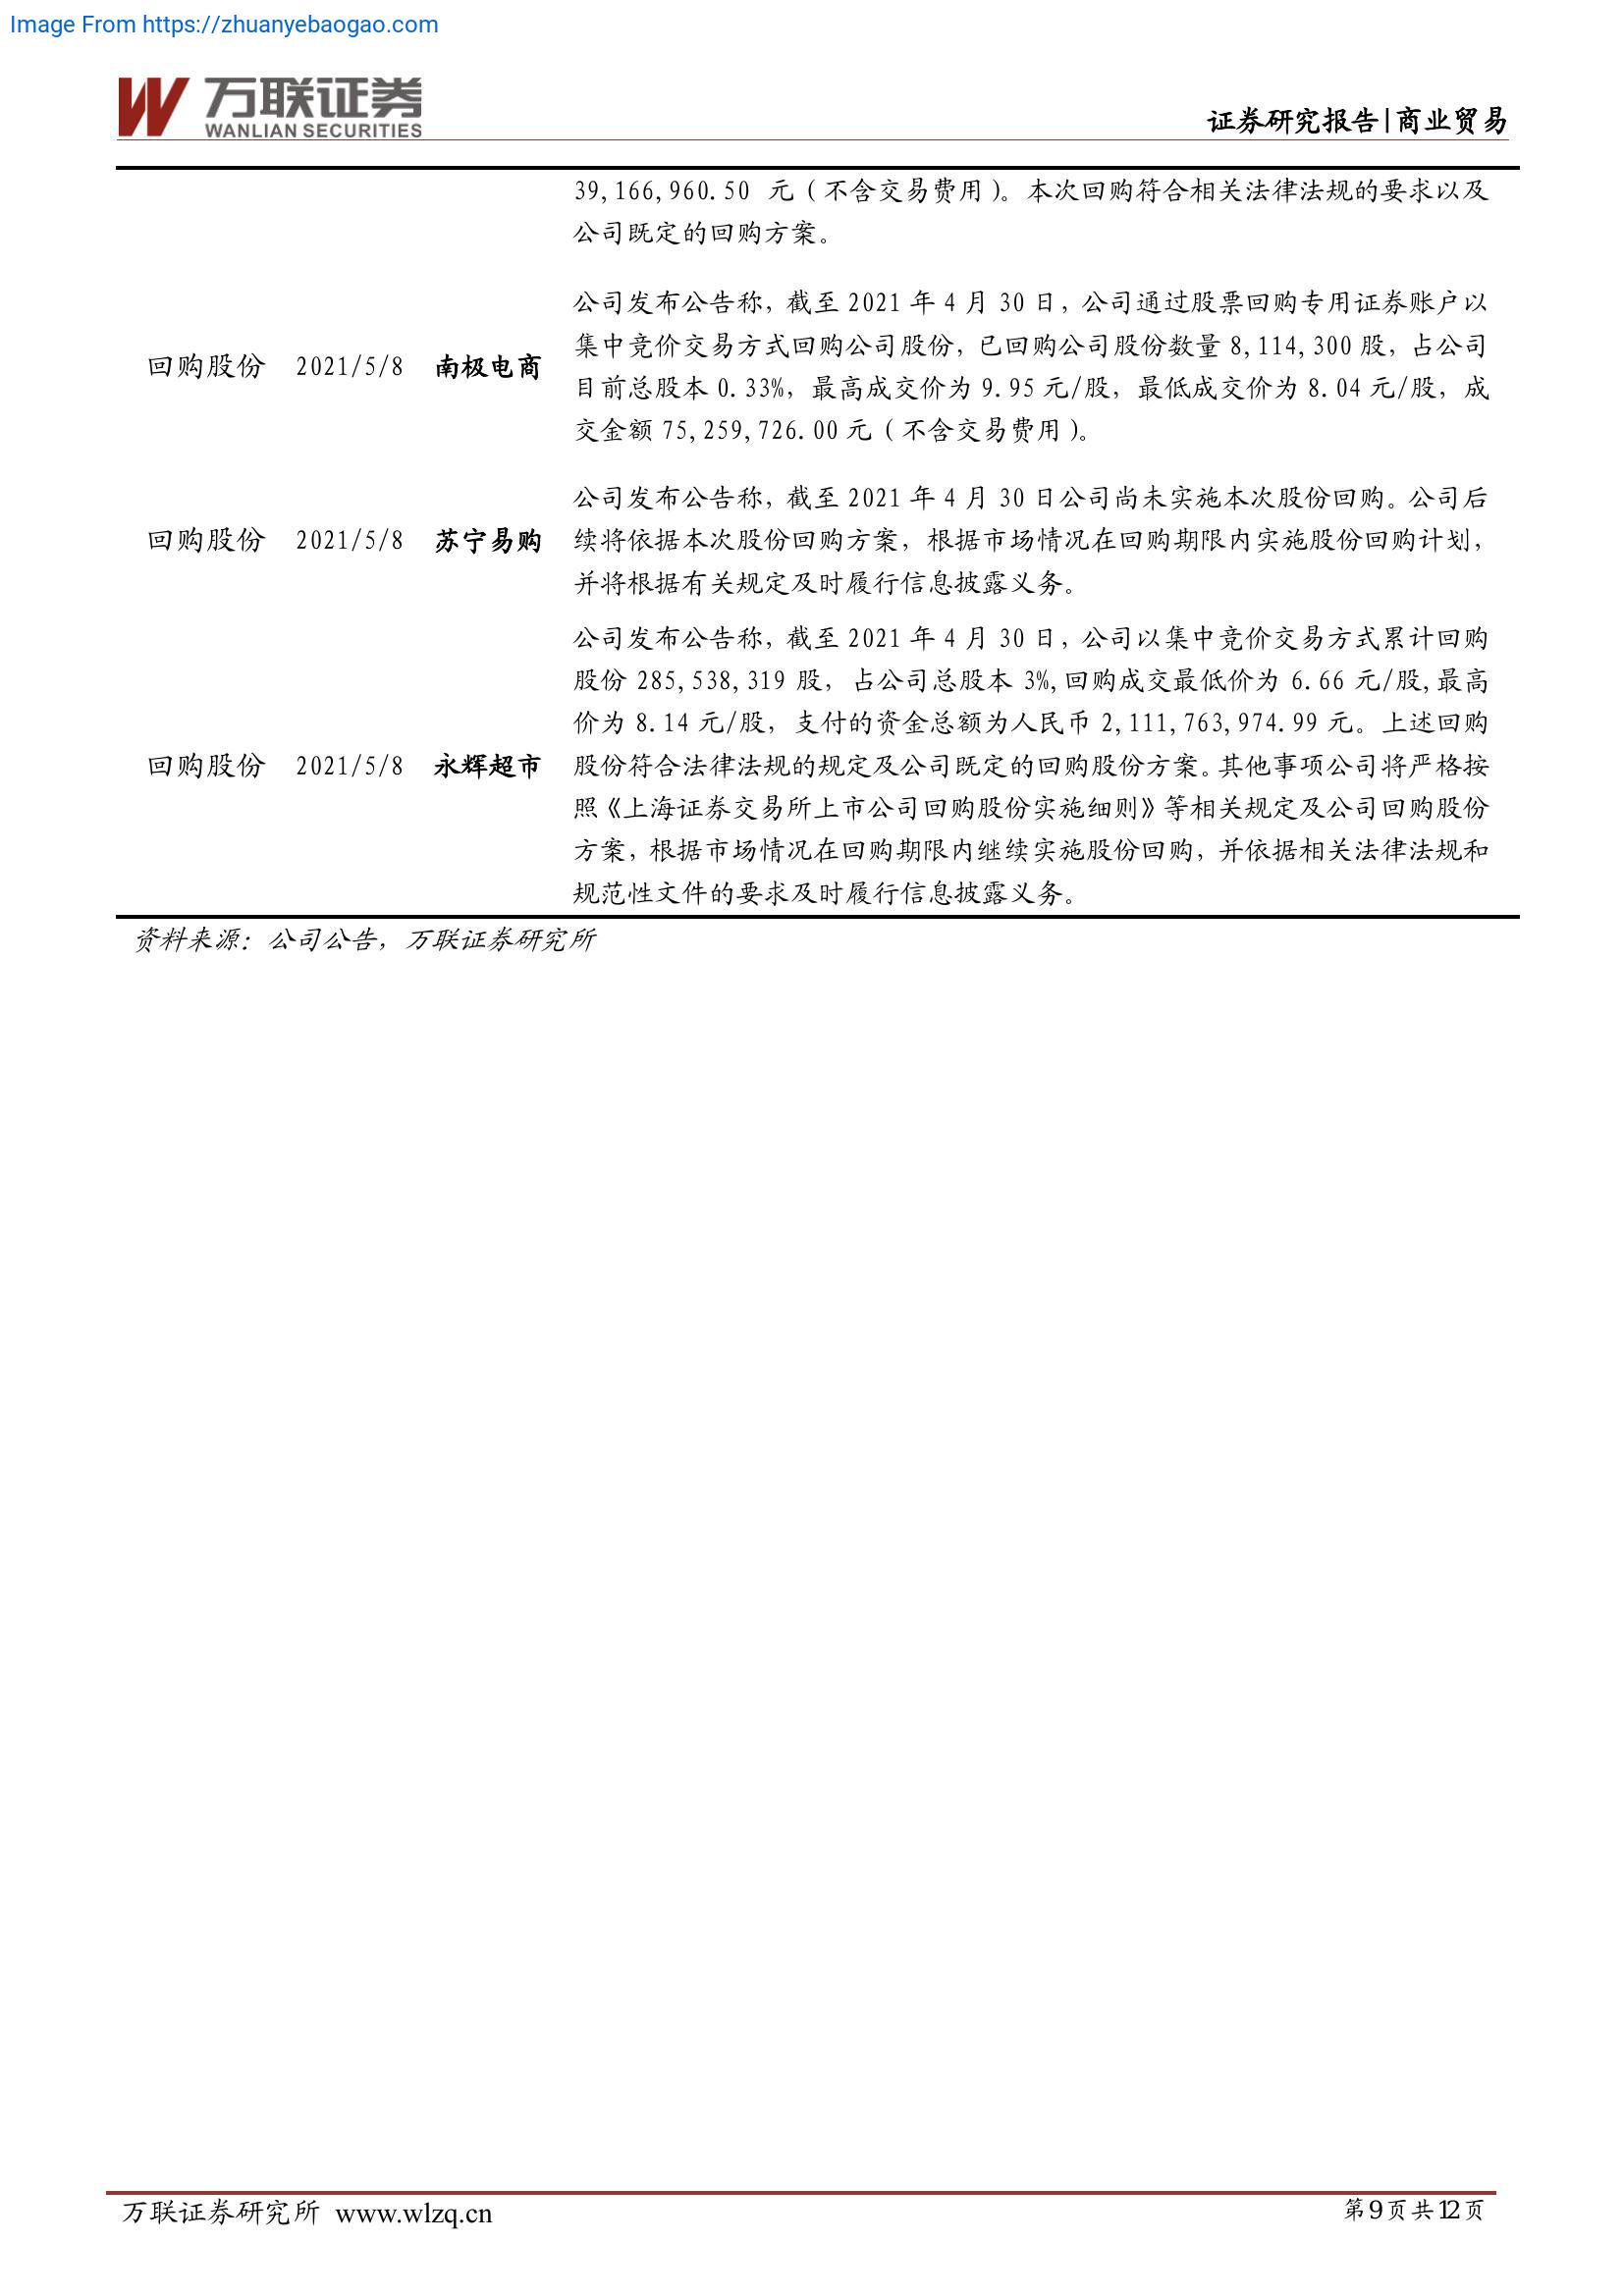 Image From https://zhuanyebaogao.com
万联证券
WANLIAN SECURITIES
证券研究报告|商业贸易
39,166,960.50 元（不含交易费用）。本次回购符合相关法律法规的要求以及
公司既定的回购方案。
公司发布公告称，截至 2021 年 4 月 30 日，公司通过股票回购专用证券账户以
集中竞价交易方式回购公司股份，已回购公司股份数量 8,114,300 股，占公司
回购股份 2021/5/8 南极电商
目前总股本 0.33%，最高成交价为 9.95 元/股，最低成交价为 8.04 元/股，成
交金额 75,259,726.00 元（不含交易费用）。
公司发布公告称，截至 2021 年 4 月 30 日公司尚未实施本次股份回购。公司后
回购股份 2021/5/8 苏宁易购 续将依据本次股份回购方案，根据市场情况在回购期限内实施股份回购计划，
并将根据有关规定及时履行信息披露义务。
公司发布公告称，截至 2021 年 4 月 30 日，公司以集中竞价交易方式累计回购
股份 285,538,319 股，占公司总股本 3%,回购成交最低价为 6.66 元/股,最高
价为 8.14 元/股，支付的资金总额为人民币 2,111,763,974.99 元。上述回购
回购股份 2021/5/8 永辉超市 股份符合法律法规的规定及公司既定的回购股份方案。其他事项公司将严格按
照《上海证券交易所上市公司回购股份实施细则》等相关规定及公司回购股份
方案，根据市场情况在回购期限内继续实施股份回购，并依据相关法律法规和
规范性文件的要求及时履行信息披露义务。
资料来源：公司公告，万联证券研究所
万联证券研究所 www.wlzq.cn
第9页共12页